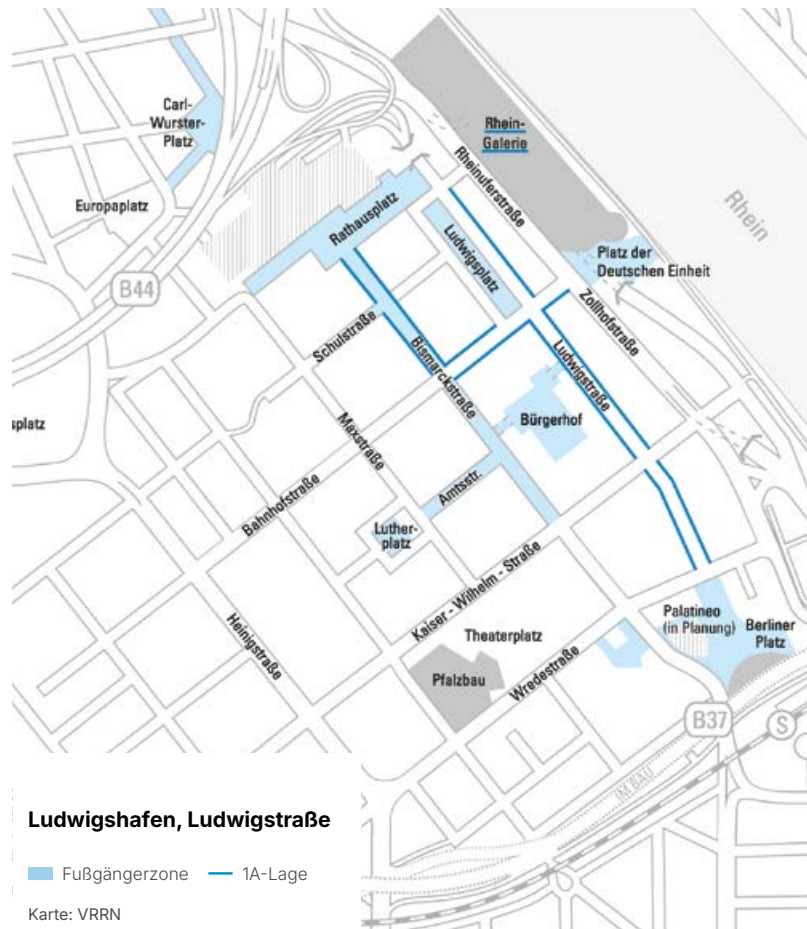 Carl-
Wurster-
Platz
Rhein-
Galerie
Rheinuferstraße
Rhein
Europaplatz
Rathausplatz
Ludwigsplatz
Platz der
Deutschen Einheit
B44
Zollhofstraße
Schulstraße
Bismarckstraße
Ludwigstraße
Bürgerhof
splatz
Maxstraße
Amtsstr.
Bahnhofstraße
Luther-
platz
Kaiser - Wilhelm - Straße
Heinigstraße
Theaterplatz
Palatineo
(in Planung)
Berliner
Platz
Pfalzbau
Wredestraße
B37
S
IM BAU
Ludwigshafen, Ludwigstraße
Fußgängerzone
1A-Lage
Karte: VRRN